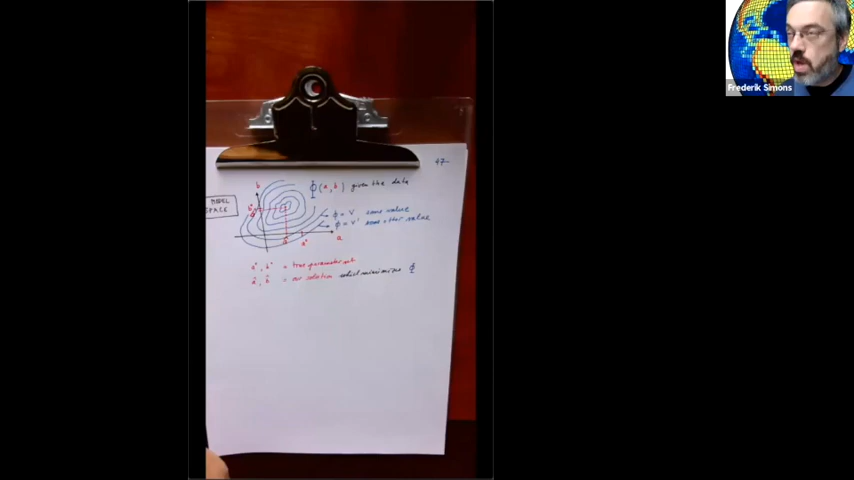 47
b
Φ(a, b) given the data
MODEL
SPACE
φ = v some value
φ = v' some other value
a
a*
a*, b* = true parameter set
â, b̂ = our solution which minimizes Φ
Frederik Simons